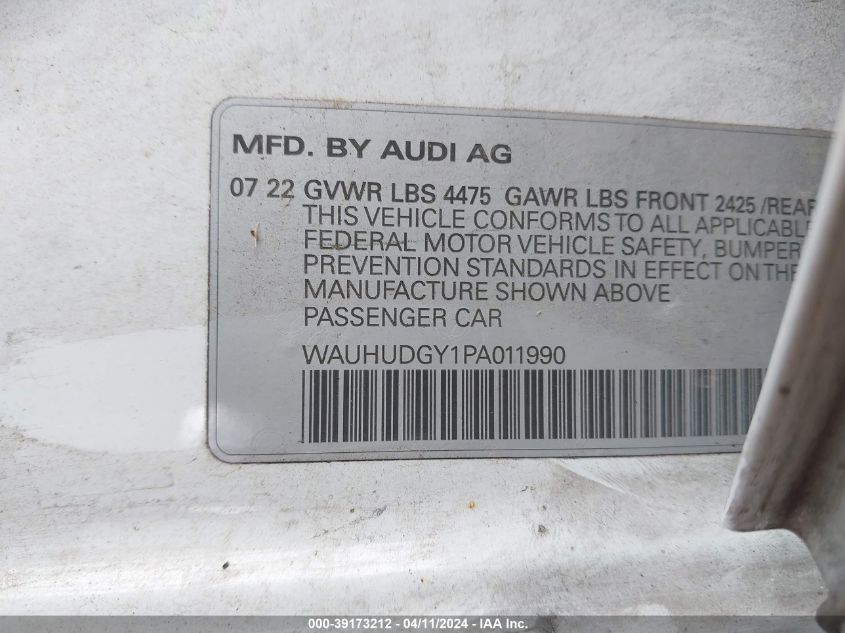 MFD. BY AUDI AG
07 22 GVWR LBS 4475 GAWR LBS FRONT 2425 /REAR
THIS VEHICLE CONFORMS TO ALL APPLICABLE
FEDERAL MOTOR VEHICLE SAFETY, BUMPER
PREVENTION STANDARDS IN EFFECT ON THE
MANUFACTURE SHOWN ABOVE
PASSENGER CAR
WAUHUDGY1PA011990
000-39173212 - 04/11/2024 - IAA Inc.